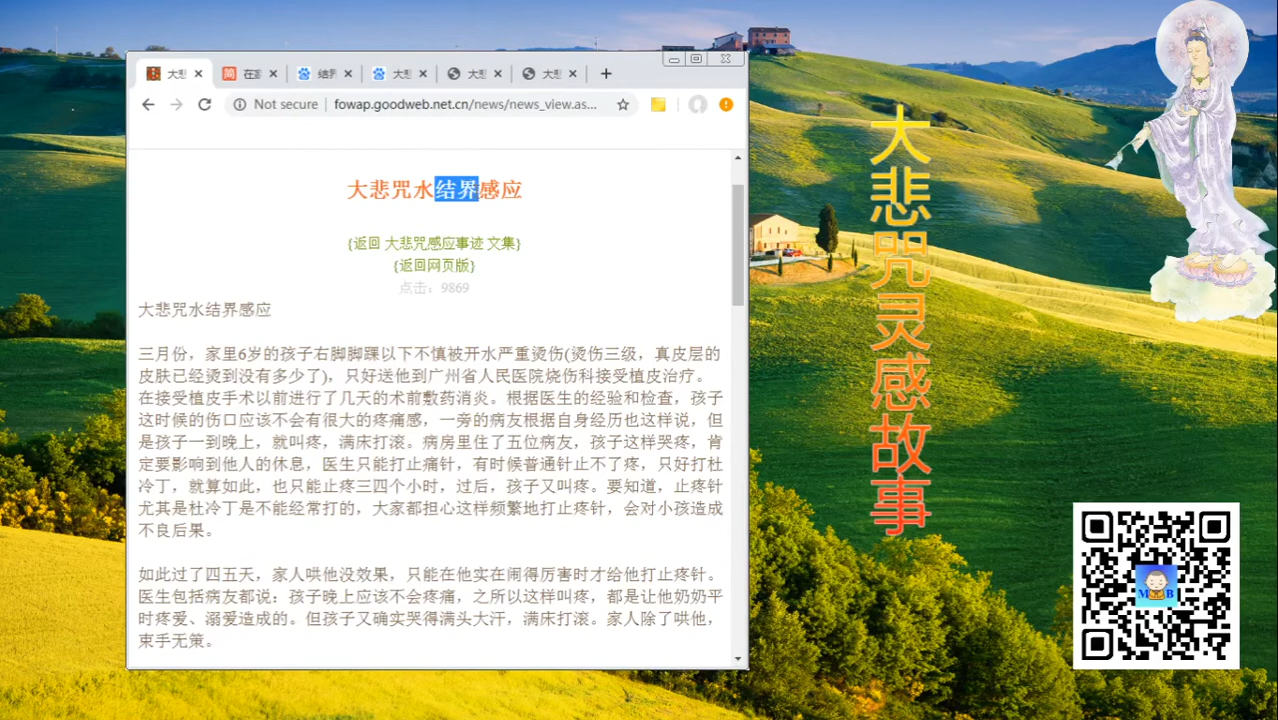 大悲
在悲
结界
大悲
大悲
大悲
Not secure
fowap.goodweb.net.cn/news/news_view.as...
大悲咒水结界感应
{返回 大悲咒感应事迹 文集}
{返回网页版}
点击：9869
大悲咒水结界感应
三月份，家里6岁的孩子右脚脚踝以下不慎被开水严重烫伤(烫伤三级，真皮层的
皮肤已经烫到没有多少了)，只好送他到广州省人民医院烧伤科接受植皮治疗。
在接受植皮手术以前进行了几天的术前敷药消炎。根据医生的经验和检查，孩子
这时候的伤口应该不会有很大的疼痛感，一旁的病友根据自身经历也这样说，但
是孩子一到晚上，就叫疼，满床打滚。病房里住了五位病友，孩子这样哭疼，肯
定要影响到他人的休息，医生只能打止痛针，有时候普通针止不了疼，只好打杜
冷丁，就算如此，也只能止疼三四个小时，过后，孩子又叫疼。要知道，止疼针
尤其是杜冷丁是不能经常打的，大家都担心这样频繁地打止疼针，会对小孩造成
不良后果。
如此过了四五天，家人哄他没效果，只能在他实在闹得厉害时才给他打止疼针。
医生包括病友都说：孩子晚上应该不会疼痛，之所以这样叫疼，都是让他奶奶平
时疼爱、溺爱造成的。但孩子又确实哭得满头大汗，满床打滚。家人除了哄他，
束手无策。
大悲咒灵感故事
M B